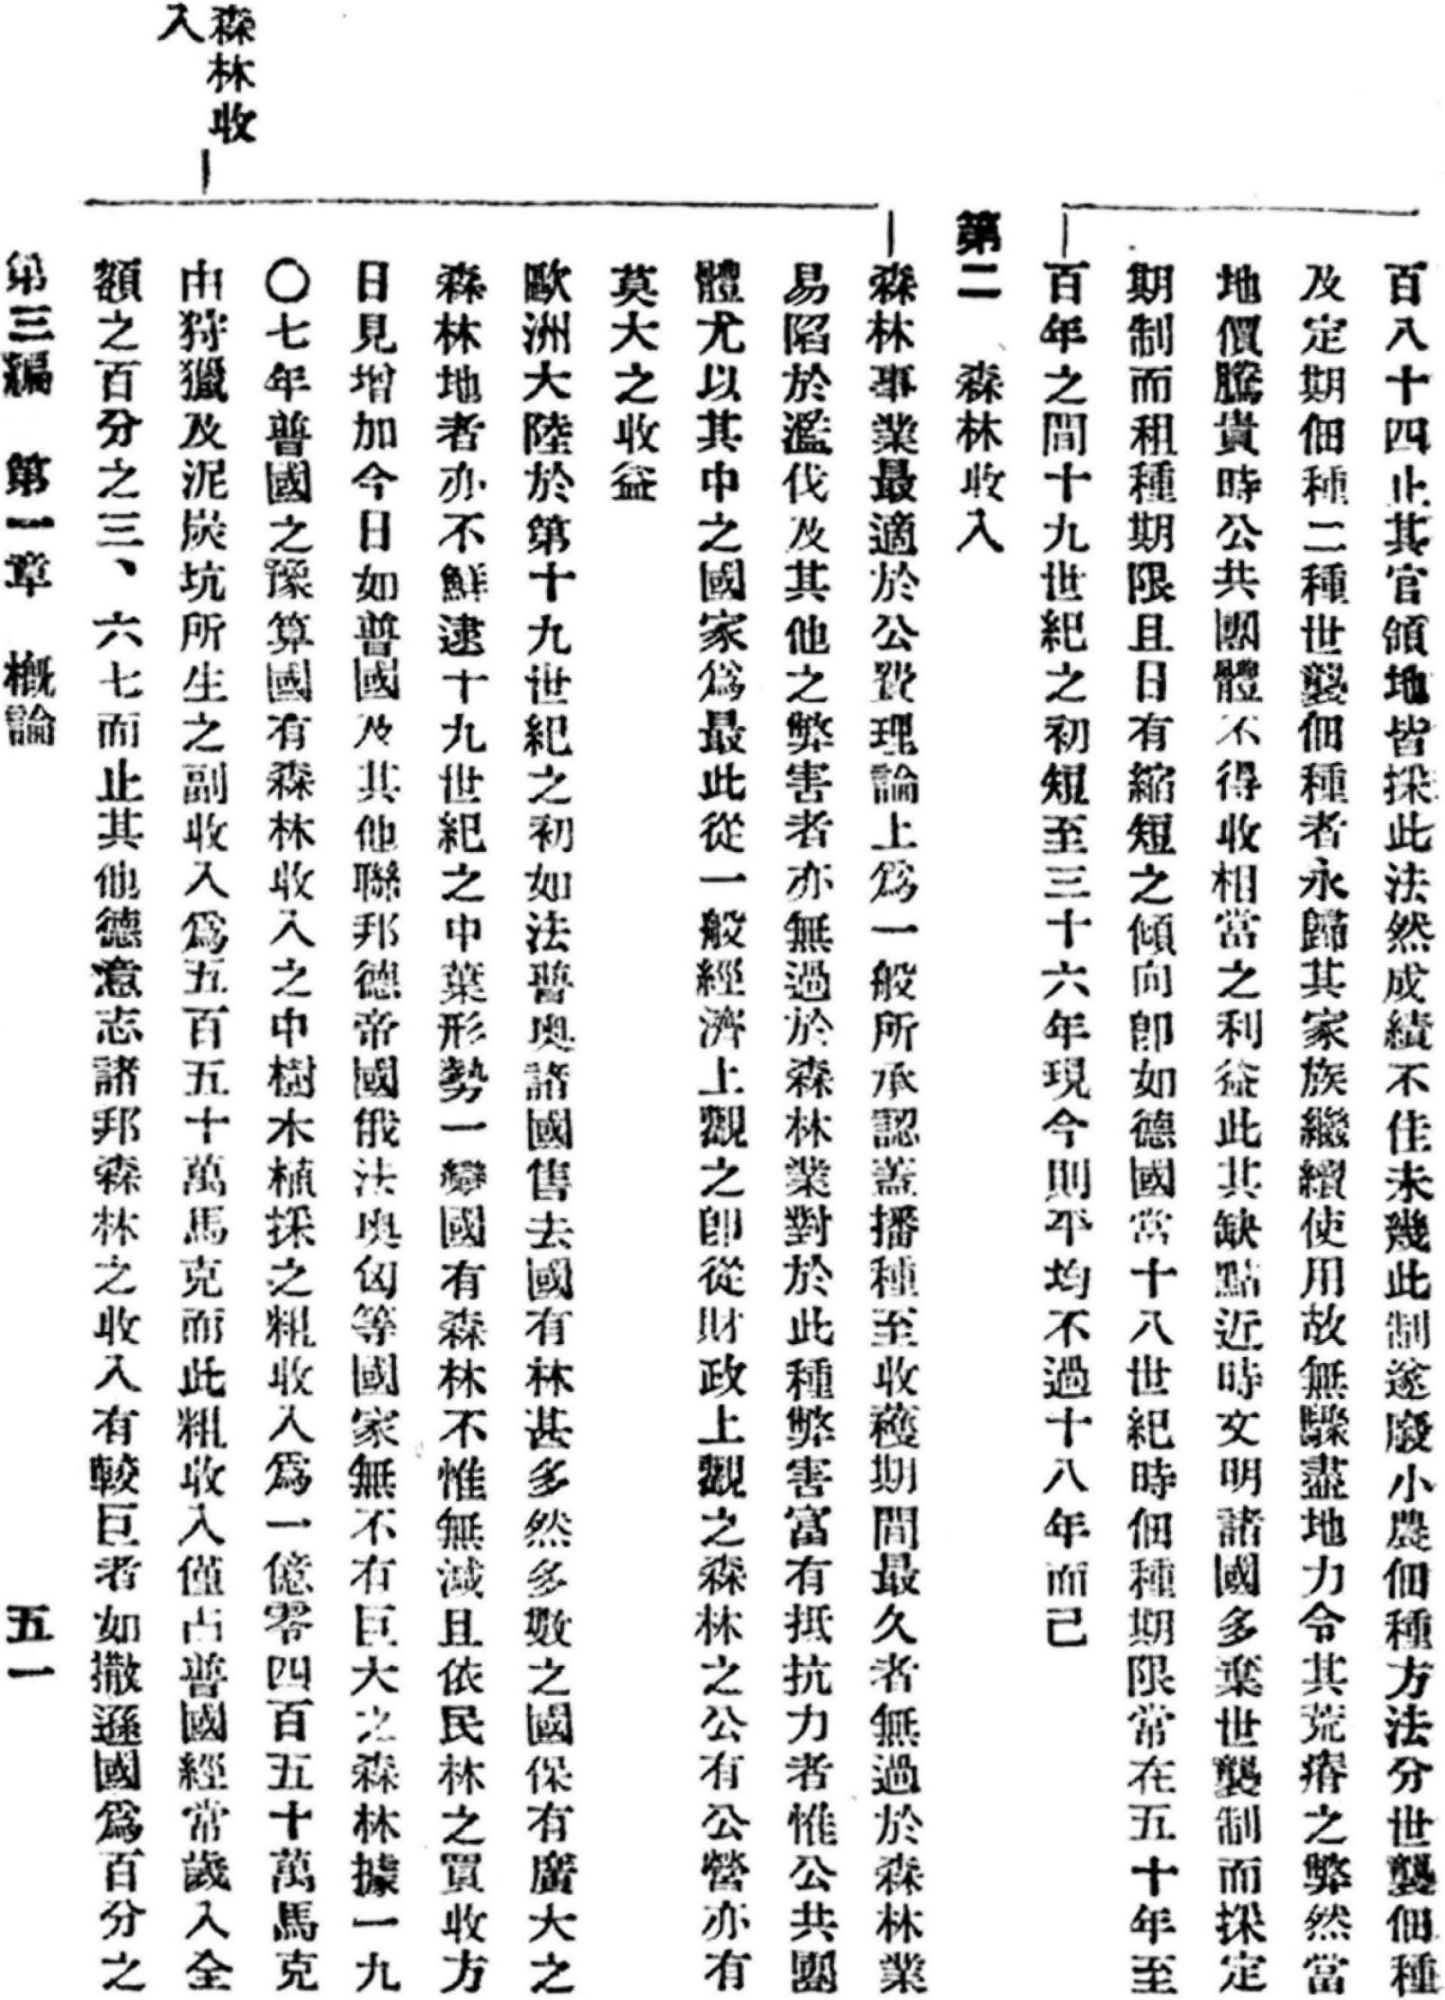 百八十四止其官領地皆採此法然成績不佳未幾此制遂廢小農佃種方法分世襲佃種
及定期佃種二種世襲佃種者永歸其家族繼續使用故無驟盡地力令其荒瘠之弊然當
地價騰貴時公共團體不得收相當之利益此其缺點近時文明諸國多棄世襲制而採定
期制而租種期限且日有縮短之傾向卽如德國當十八世紀時佃種期限常在五十年至
百年之間十九世紀之初短至三十六年現今則平均不過十八年而己
第二　森林收入
森林收入
森林事業最適於公營理論上爲一般所承認蓋播種至收穫期間最久者無過於森林業
易陷於濫伐及其他之弊害者亦無過於森林業對於此種弊害富有抵抗力者惟公共團
體尤以其中之國家爲最此從一般經濟上觀之卽從財政上觀之森林之公有公營亦有
莫大之收益
歐洲大陸於第十九世紀之初如法普奥諸國售去國有林甚多然多數之國保有廣大之
森林地者亦不鮮逮十九世紀之中葉形勢一變國有森林不惟無減且依民林之買收方
日見增加今日如普國及其他聯邦德帝國俄法奥匈等國家無不有巨大之森林據一九
〇七年普國之豫算國有森林收入之中樹木植採之粗收入爲一億零四百五十萬馬克
由狩獵及泥炭坑所生之副收入爲五百五十萬馬克而此粗收入僅占普國經常歲入全
額之百分之三、六七而止其他德意志諸邦森林之收入有較巨者如撒遜國爲百分之
第三編　第一章　概論　五一